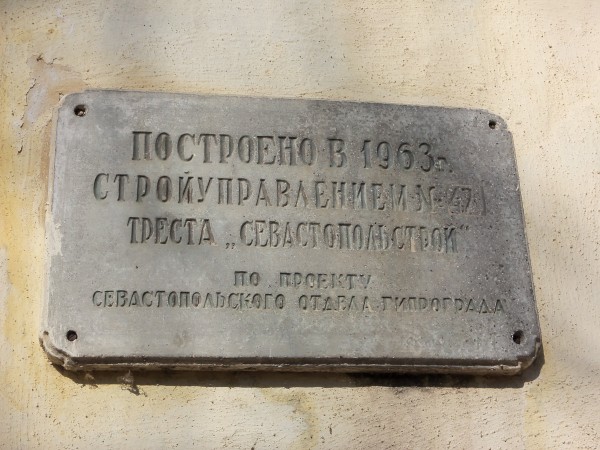 ПОСТРОЕНО В 1963г.
СТРОЙУПРАВЛЕНИЕМ № 471
ТРЕСТА „СЕВАСТОПОЛЬСТРОЙ"
ПО ПРОЕКТУ
СЕВАСТОПОЛЬСКОГО ОТДЕЛА ГИПРОГРАДА